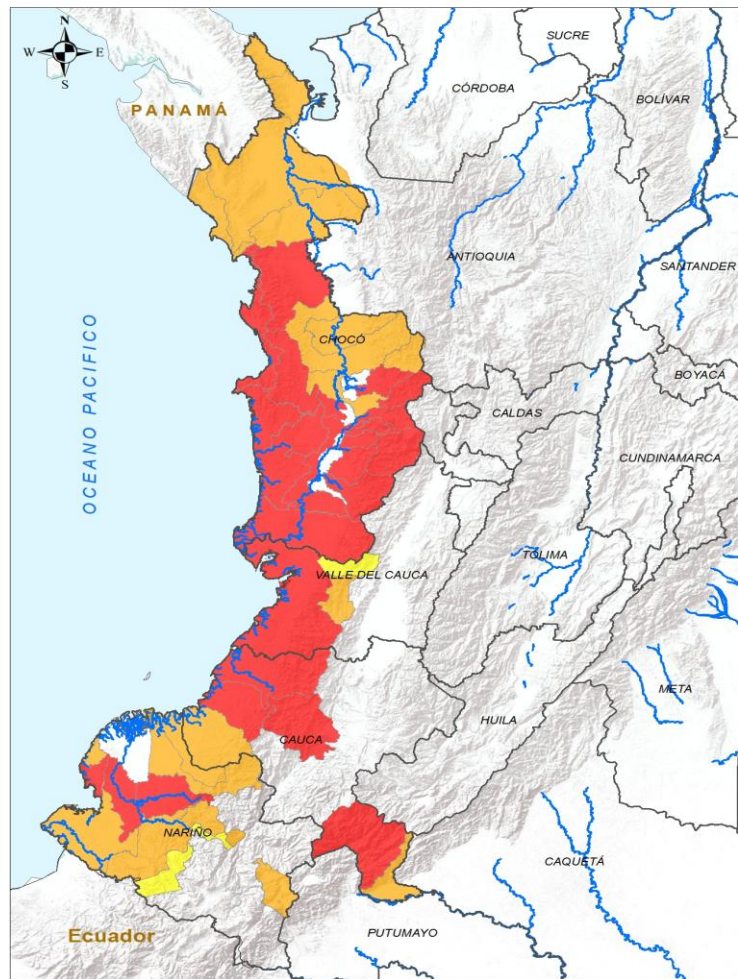 N
W E
S
SUCRE
CÓRDOBA
BOLÍVAR
PANAMÁ
ANTIOQUIA
SANTANDER
OCEANO PACIFICO
CHOCÓ
BOYACÁ
CALDAS
CUNDINAMARCA
TOLIMA
VALLE DEL CAUCA
META
HUILA
CAUCA
NARIÑO
CAQUETÁ
PUTUMAYO
Ecuador